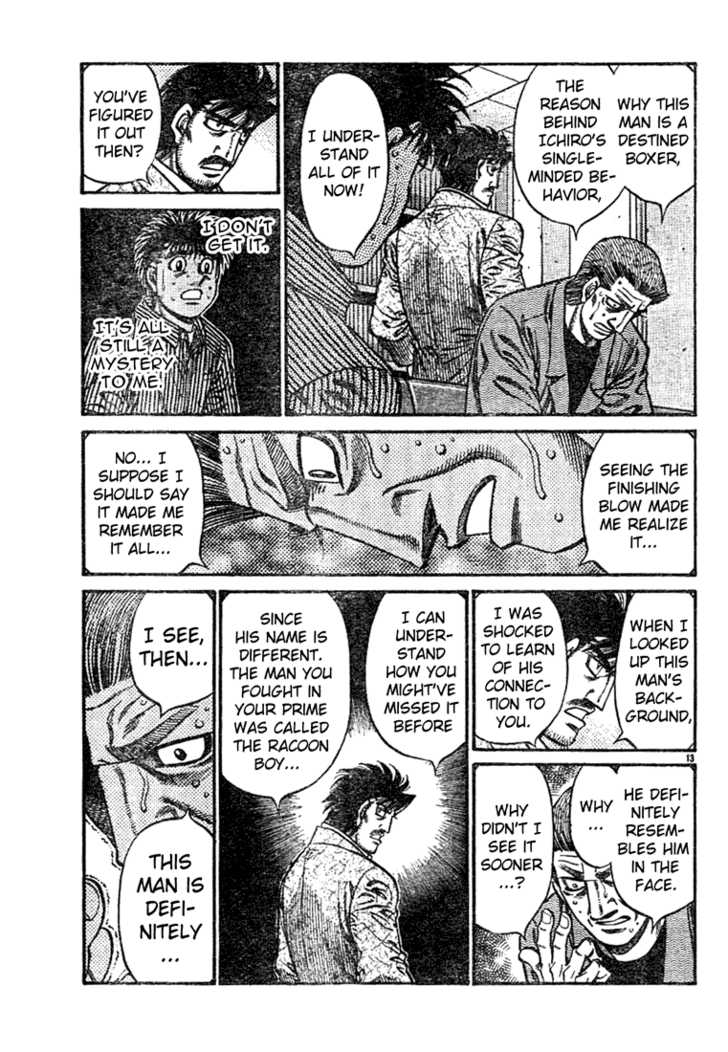 WHY THIS
MAN IS A
DESTINED
BOXER,
THE
REASON
BEHIND
ICHIRO'S
SINGLE-
MINDED BE-
HAVIOR,
I UNDER-
STAND
ALL OF IT
NOW!
YOU'VE
FIGURED
IT OUT
THEN?
I DON'T
GET IT.
IT'S ALL
STILL A
MYSTERY
TO ME!
SEEING THE
FINISHING
BLOW MADE
ME REALIZE
IT...
NO... I
SUPPOSE I
SHOULD SAY
IT MADE ME
REMEMBER
IT ALL...
WHEN I
LOOKED
UP THIS
MAN'S
BACK-
GROUND,
I WAS
SHOCKED
TO LEARN
OF HIS
CONNEC-
TION TO
YOU.
13
HE DEFI-
NITELY
RESEM-
BLES HIM
IN THE
FACE.
WHY
...
WHY
DIDN'T I
SEE IT
SOONER
...?
I CAN
UNDER-
STAND
HOW YOU
MIGHT'VE
MISSED IT
BEFORE
SINCE
HIS NAME IS
DIFFERENT.
THE MAN YOU
FOUGHT IN
YOUR PRIME
WAS CALLED
THE RACOON
BOY...
I SEE,
THEN...
THIS
MAN IS
DEFI-
NITELY
...